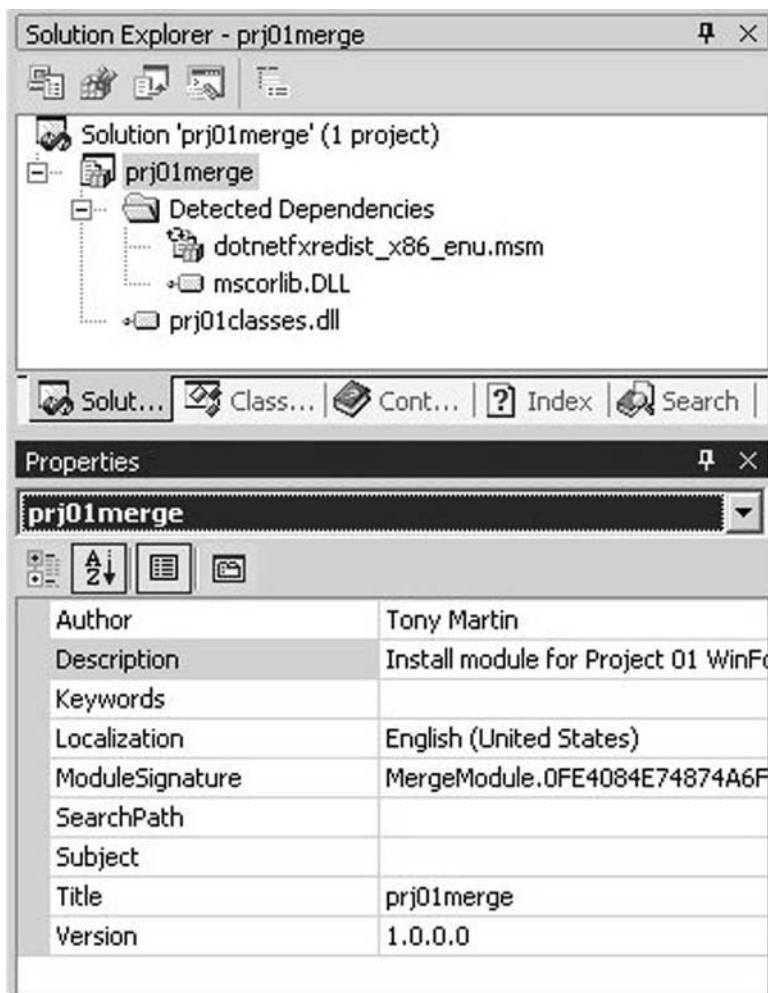 Solution Explorer - prj01merge
Solution 'prj01merge' (1 project)
prj01merge
Detected Dependencies
dotnetfxredist_x86_enu.msm
mscorlib.DLL
prj01classes.dll
Solut... Class... Cont... Index Search
Properties
prj01merge
Author Tony Martin
Description Install module for Project 01 WinFo
Keywords
Localization English (United States)
ModuleSignature MergeModule.0FE4084E74874A6F
SearchPath
Subject
Title prj01merge
Version 1.0.0.0